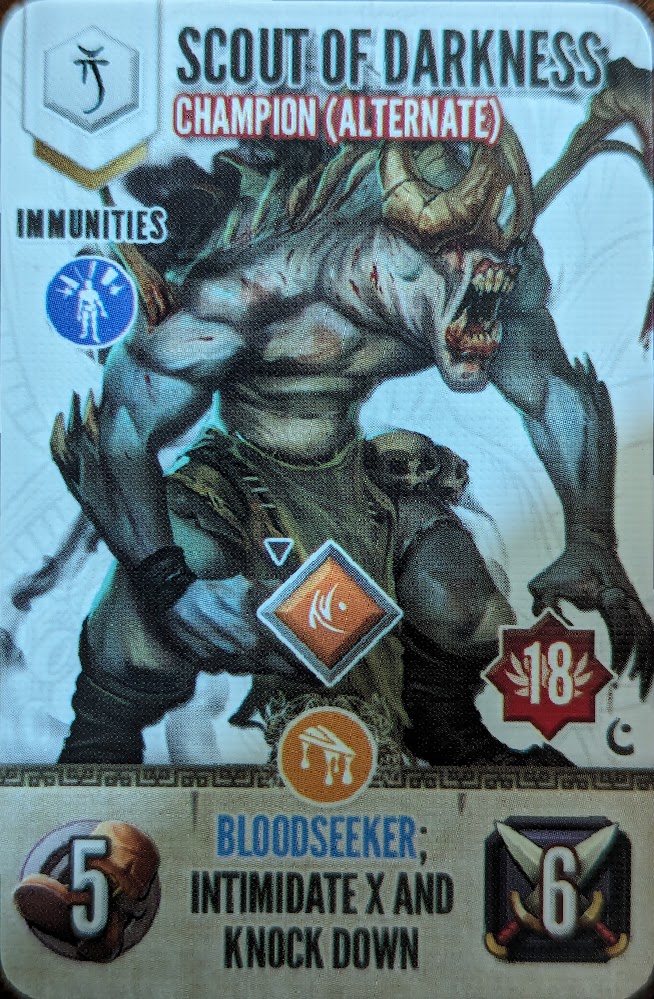 SCOUT OF DARKNESS
CHAMPION (ALTERNATE)
IMMUNITIES
18
5
BLOODSEEKER;
INTIMIDATE X AND
KNOCK DOWN
6